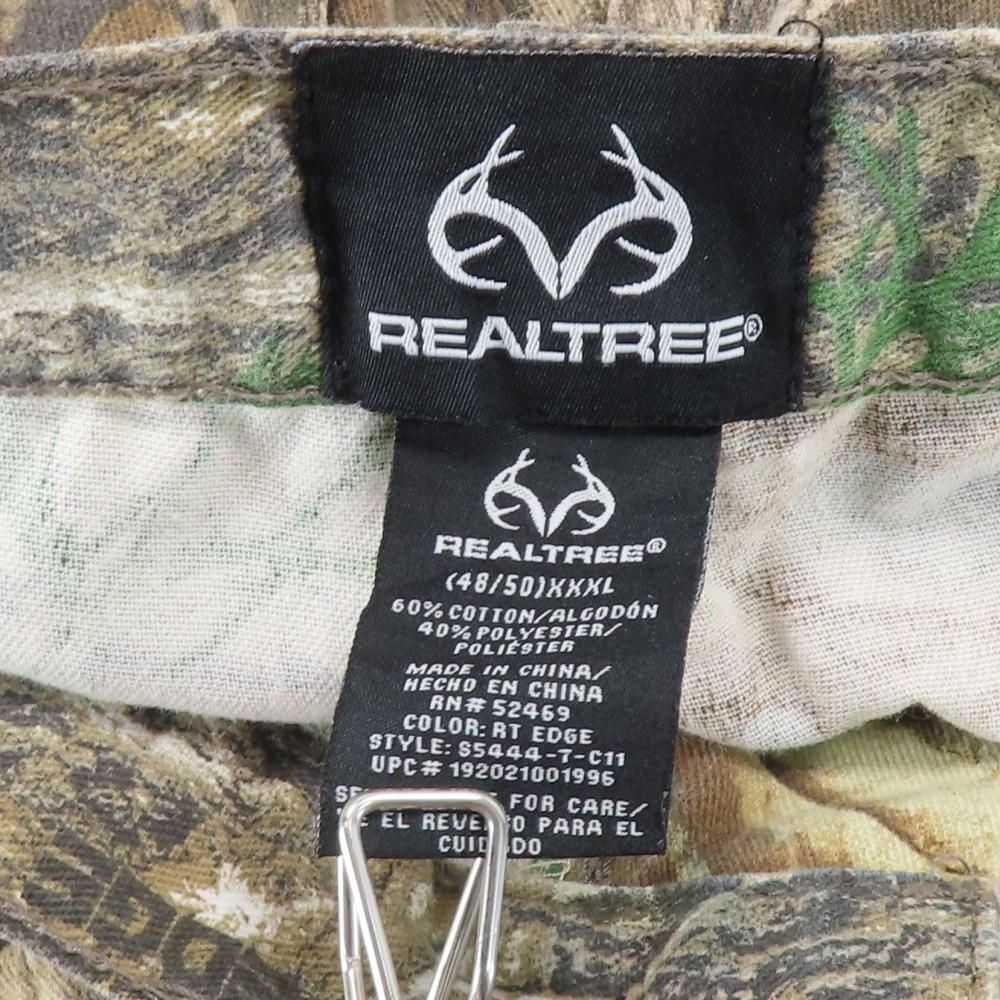 REALTREE®
REALTREE®
(48/50)XXXL
60% COTTON/ALGODÓN
40% POLYESTER/
POLIÉSTER
MADE IN CHINA/
HECHO EN CHINA
RN# 52469
COLOR: RT EDGE
STYLE: S5444-7-C11
UPC# 192021001996
FOR CARE/
EL PARA EL